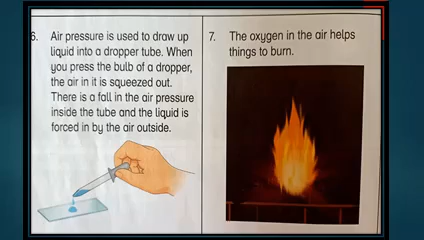 6. Air pressure is used to draw up
liquid into a dropper tube. When
you press the bulb of a dropper,
the air in it is squeezed out.
There is a fall in the air pressure
inside the tube and the liquid is
forced in by the air outside.
7. The oxygen in the air helps
things to burn.